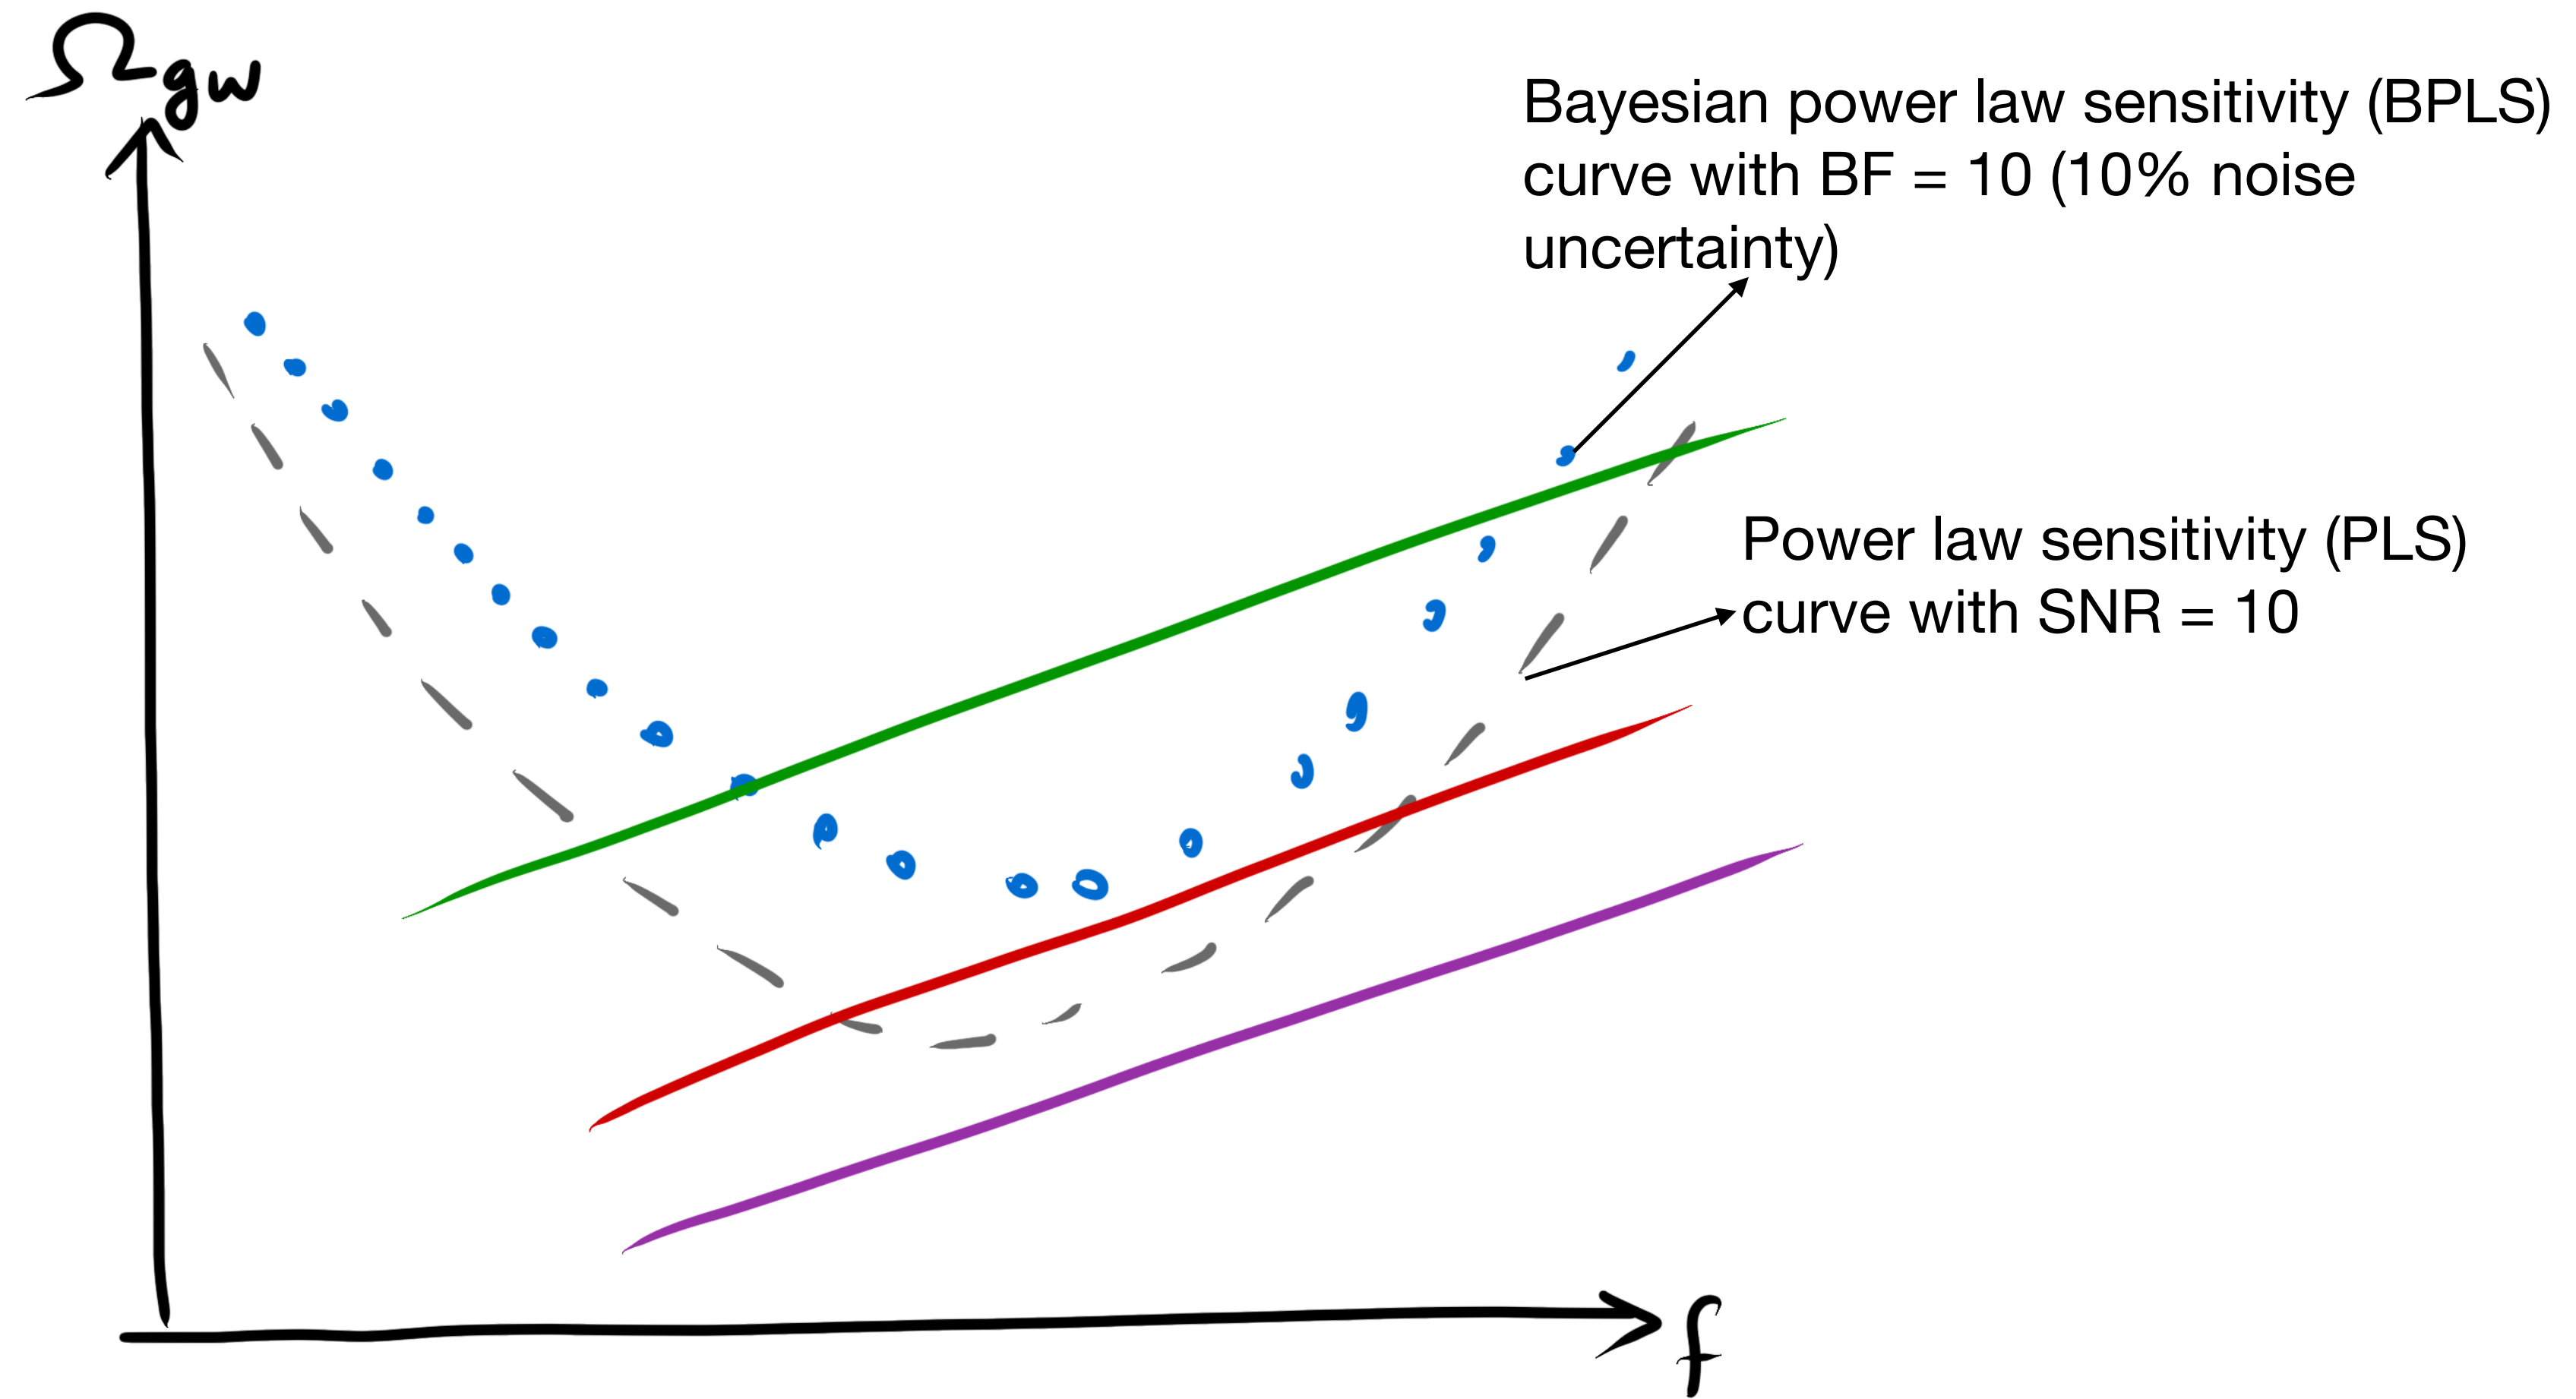 Ωgw
Bayesian power law sensitivity (BPLS)
curve with BF = 10 (10% noise
uncertainty)
Power law sensitivity (PLS)
curve with SNR = 10
f